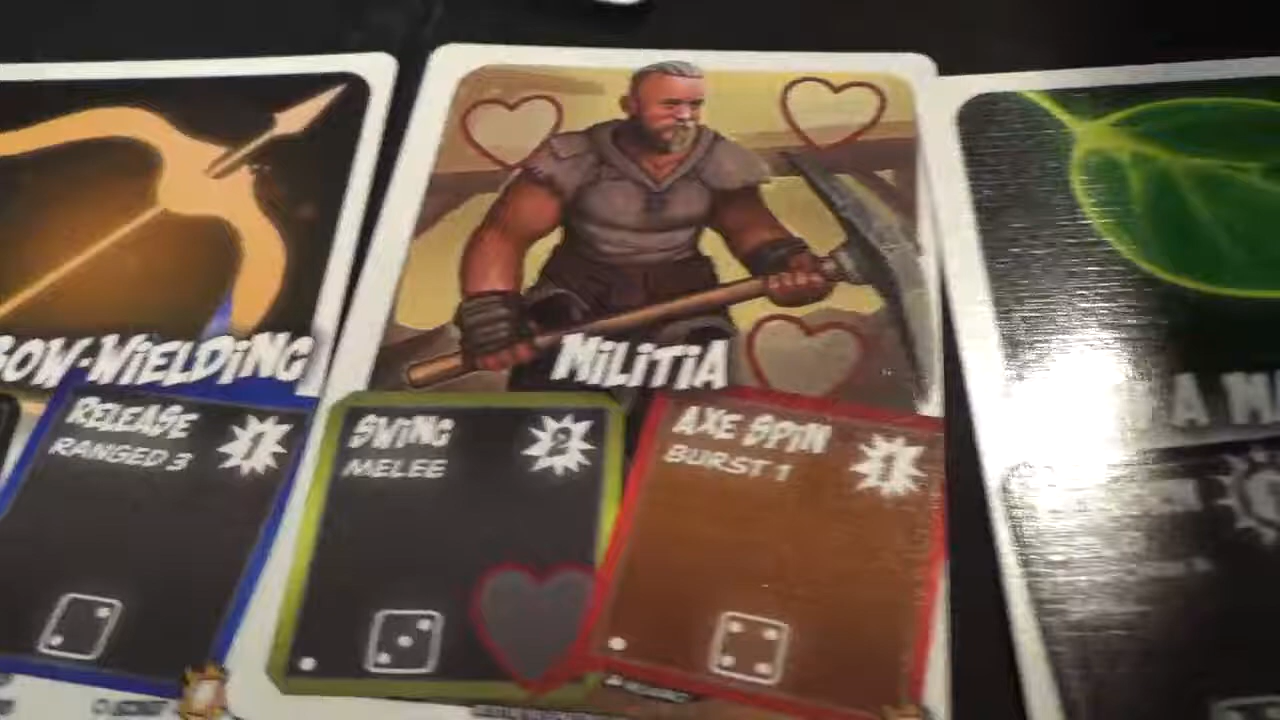 BOW-WIELDING
RELEASE 1
RANGED 3
MILITIA
SWING 2
MELEE
AXE SPIN 1
BURST 1